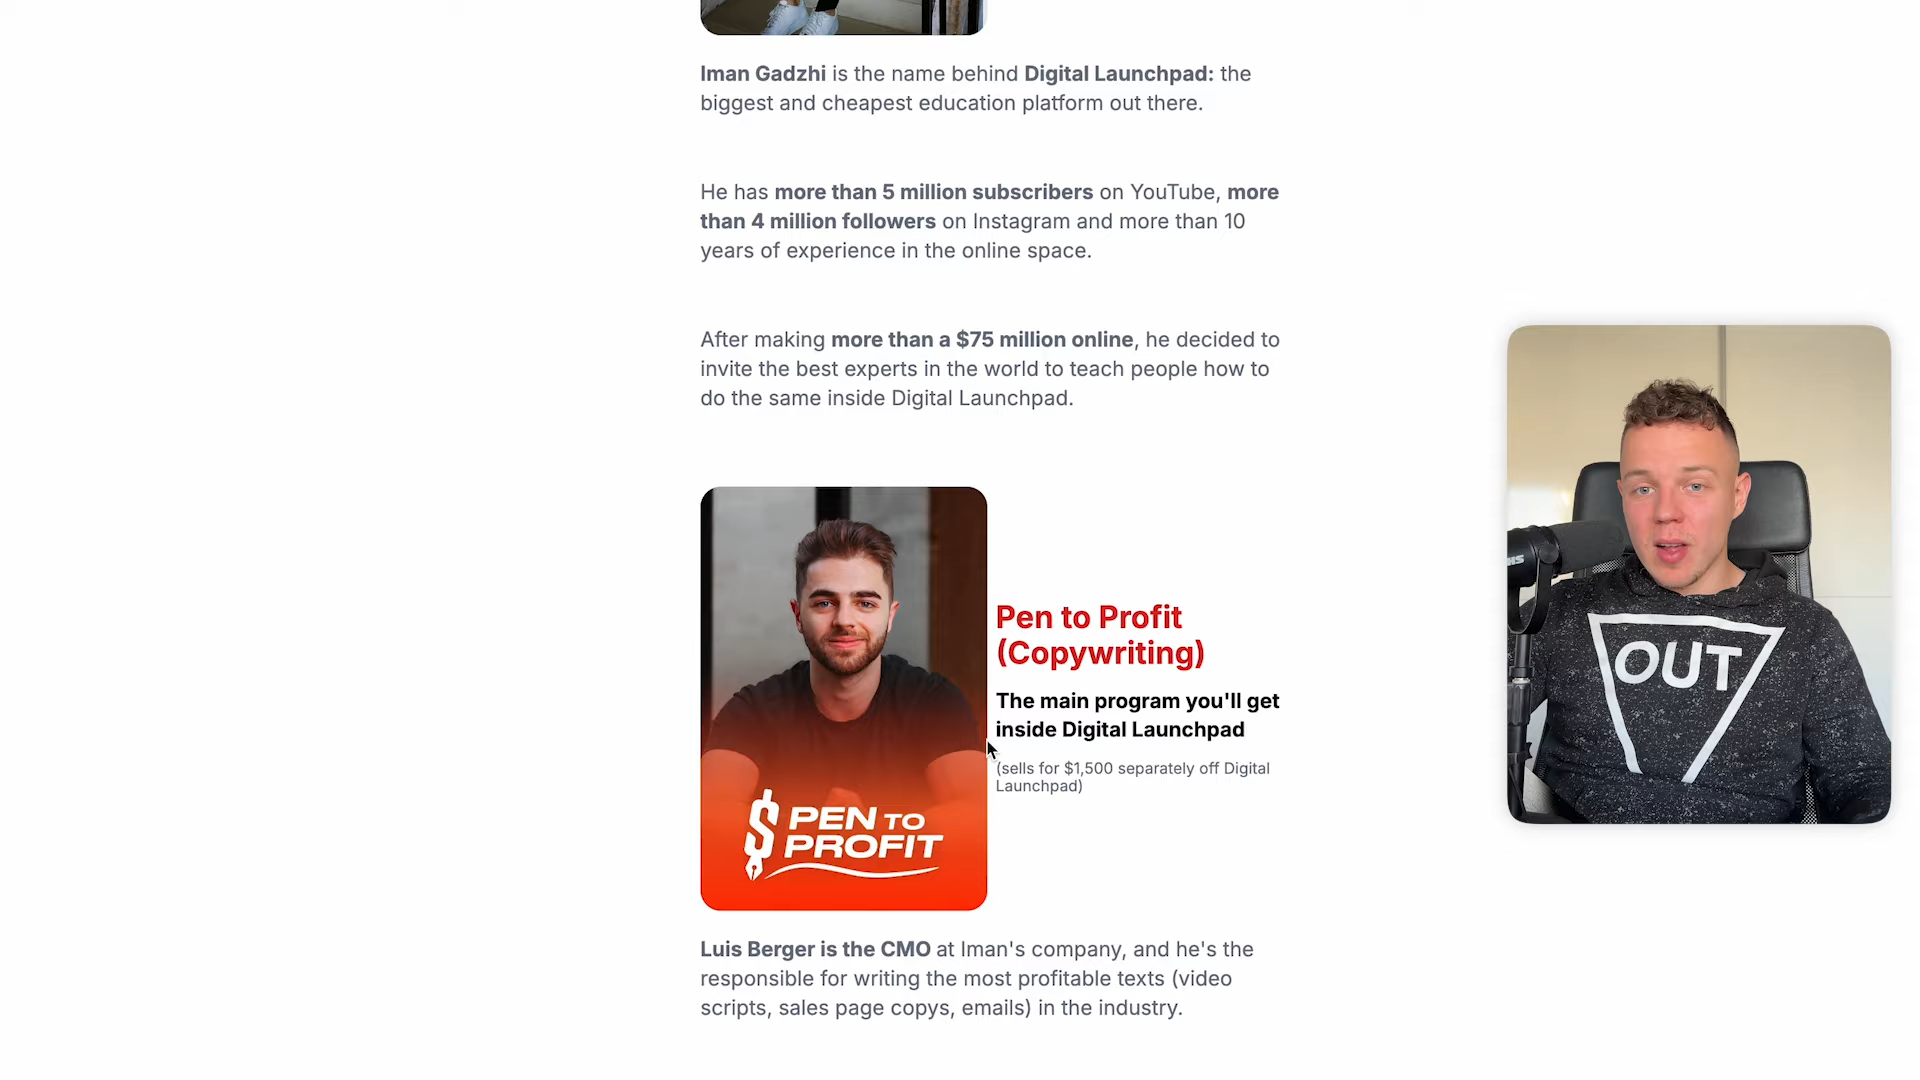 Iman Gadzhi is the name behind Digital Launchpad: the
biggest and cheapest education platform out there.
He has more than 5 million subscribers on YouTube, more
than 4 million followers on Instagram and more than 10
years of experience in the online space.
After making more than a $75 million online, he decided to
invite the best experts in the world to teach people how to
do the same inside Digital Launchpad.
Pen to Profit
(Copywriting)
The main program you'll get
inside Digital Launchpad
(sells for $1,500 separately off Digital
Launchpad)
$ PEN TO
PROFIT
OUT
Luis Berger is the CMO at Iman's company, and he's the
responsible for writing the most profitable texts (video
scripts, sales page copys, emails) in the industry.